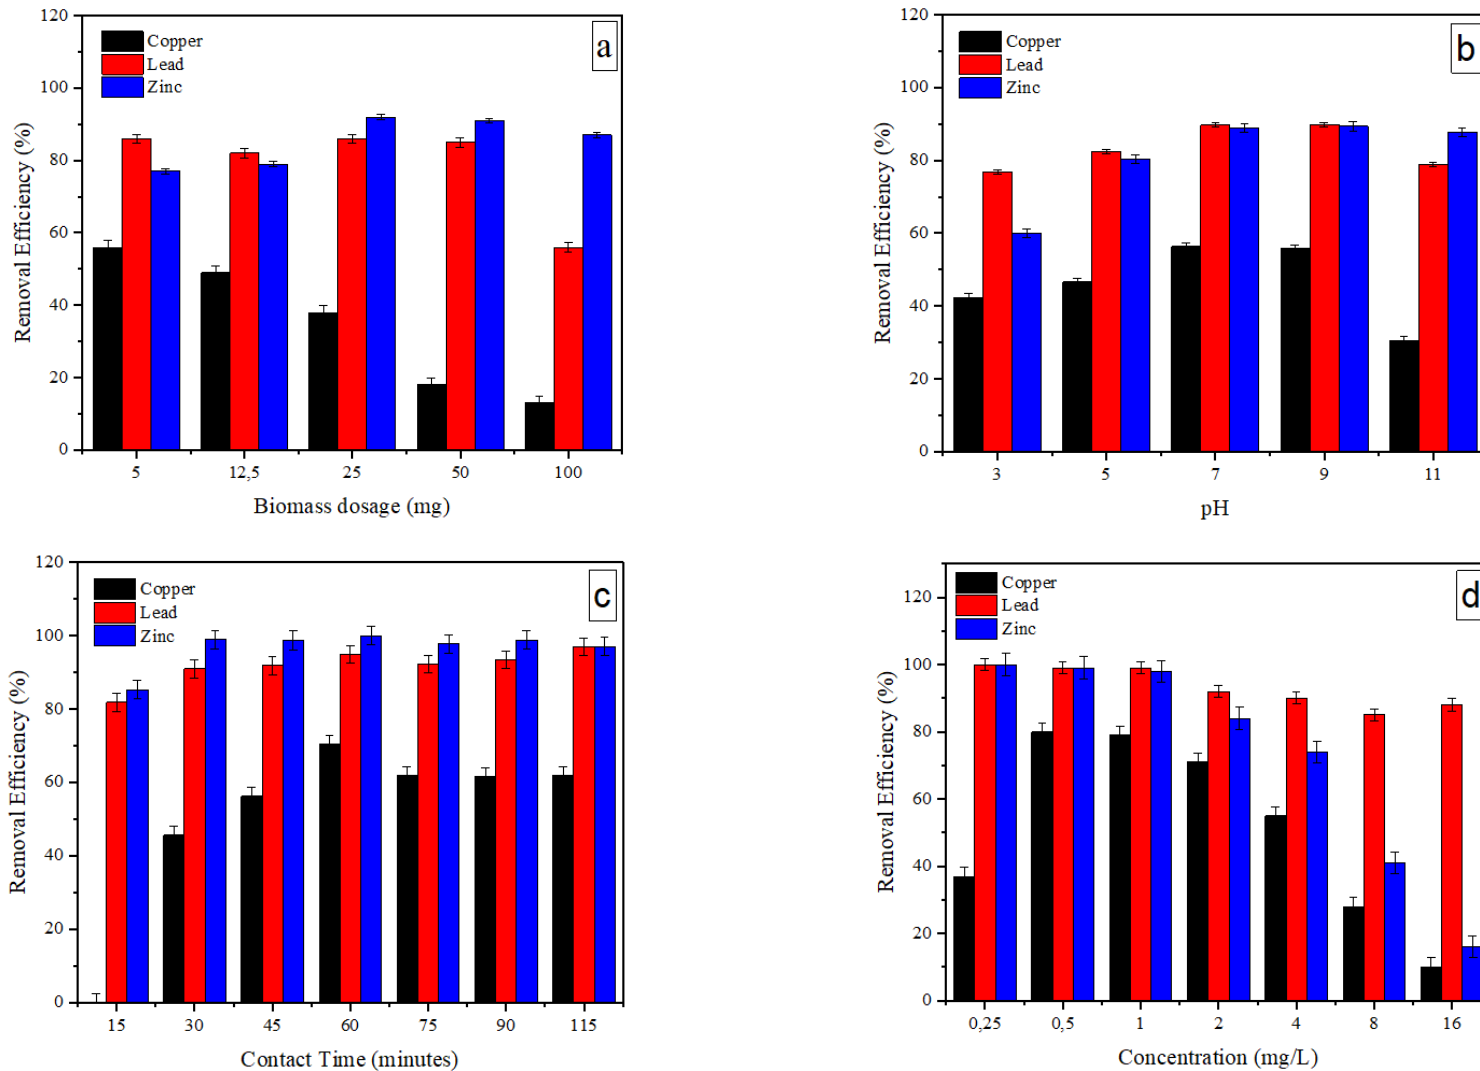 120
100
80
60
40
20
0
Removal Efficiency (%)
Copper
Lead
Zinc
a
5 12,5 25 50 100
Biomass dosage (mg)
120
100
80
60
40
20
0
Removal Efficiency (%)
Copper
Lead
Zinc
b
3 5 7 9 11
pH
120
100
80
60
40
20
0
Removal Efficiency (%)
Copper
Lead
Zinc
c
15 30 45 60 75 90 115
Contact Time (minutes)
120
100
80
60
40
20
0
Removal Efficiency (%)
Copper
Lead
Zinc
d
0,25 0,5 1 2 4 8 16
Concentration (mg/L)